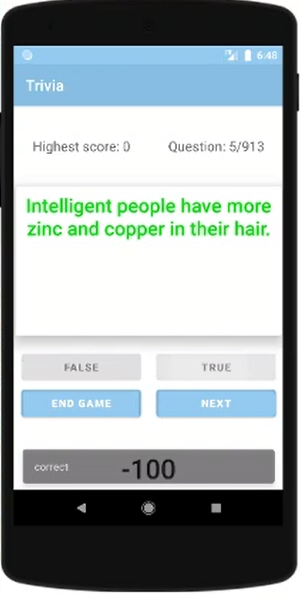 6:48
Trivia
Highest score: 0 Question: 5/913
Intelligent people have more
zinc and copper in their hair.
FALSE TRUE
END GAME NEXT
correct -100